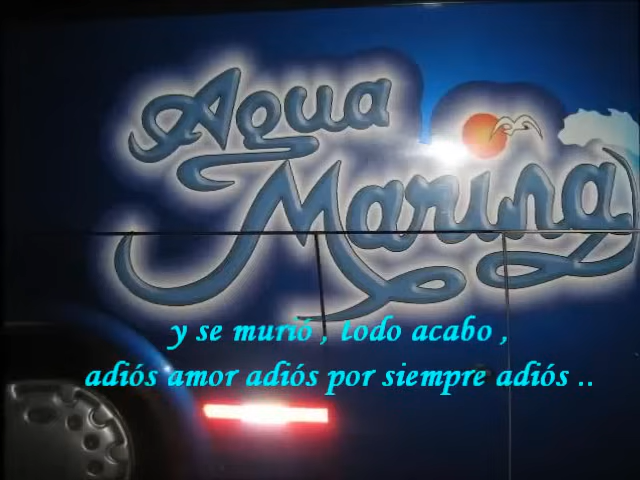 Agua
Marina
y se murió , todo acabo ,
adiós amor adiós por siempre adiós ..